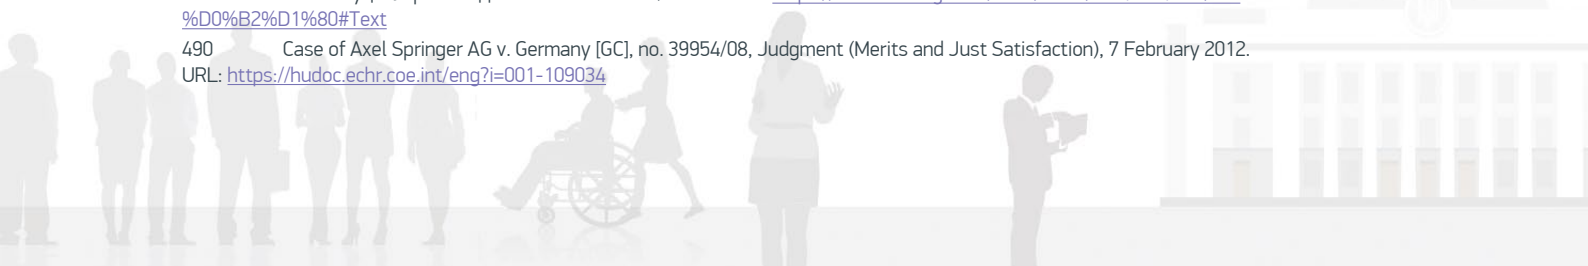 %D0%B2%D1%80#Text
490 Case of Axel Springer AG v. Germany [GC], no. 39954/08, Judgment (Merits and Just Satisfaction), 7 February 2012.
URL: https://hudoc.echr.coe.int/eng?i=001-109034